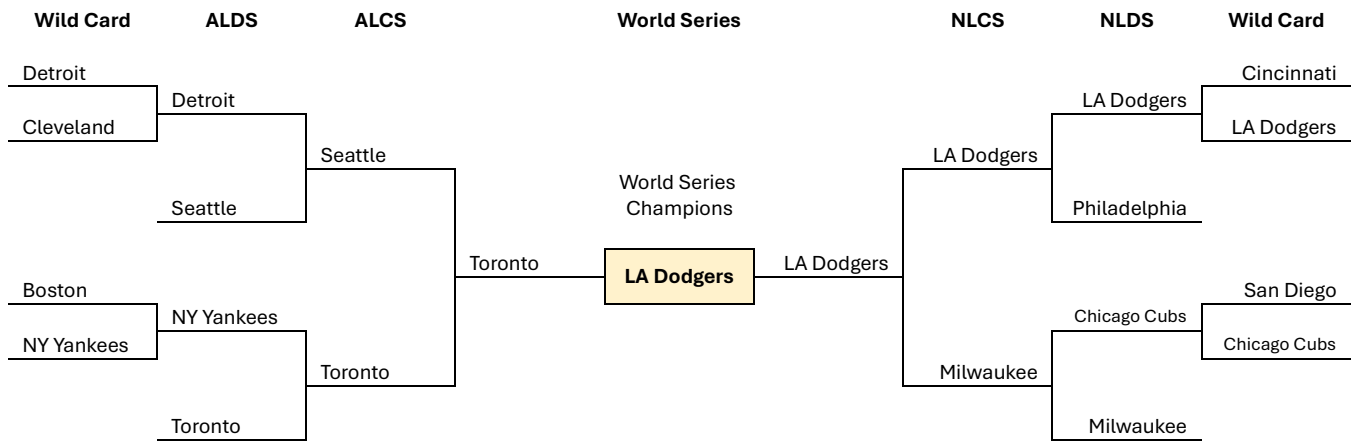 Wild Card
ALDS
ALCS
World Series
NLCS
NLDS
Wild Card
Detroit
Cleveland
Detroit
Seattle
Seattle
Boston
NY Yankees
NY Yankees
Toronto
Toronto
Toronto
World Series
Champions
LA Dodgers
LA Dodgers
LA Dodgers
Milwaukee
LA Dodgers
Philadelphia
Chicago Cubs
Milwaukee
Cincinnati
LA Dodgers
San Diego
Chicago Cubs